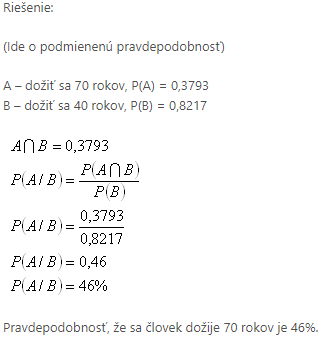 Riešenie:
(Ide o podmienenú pravdepodobnosť)
A – dožiť sa 70 rokov, P(A) = 0,3793
B – dožiť sa 40 rokov, P(B) = 0,8217
A⋂B = 0,3793
P(A/B) = P(A⋂B)/P(B)
P(A/B) = 0,3793/0,8217
P(A/B) = 0,46
P(A/B) = 46%
Pravdepodobnosť, že sa človek dožije 70 rokov je 46%.